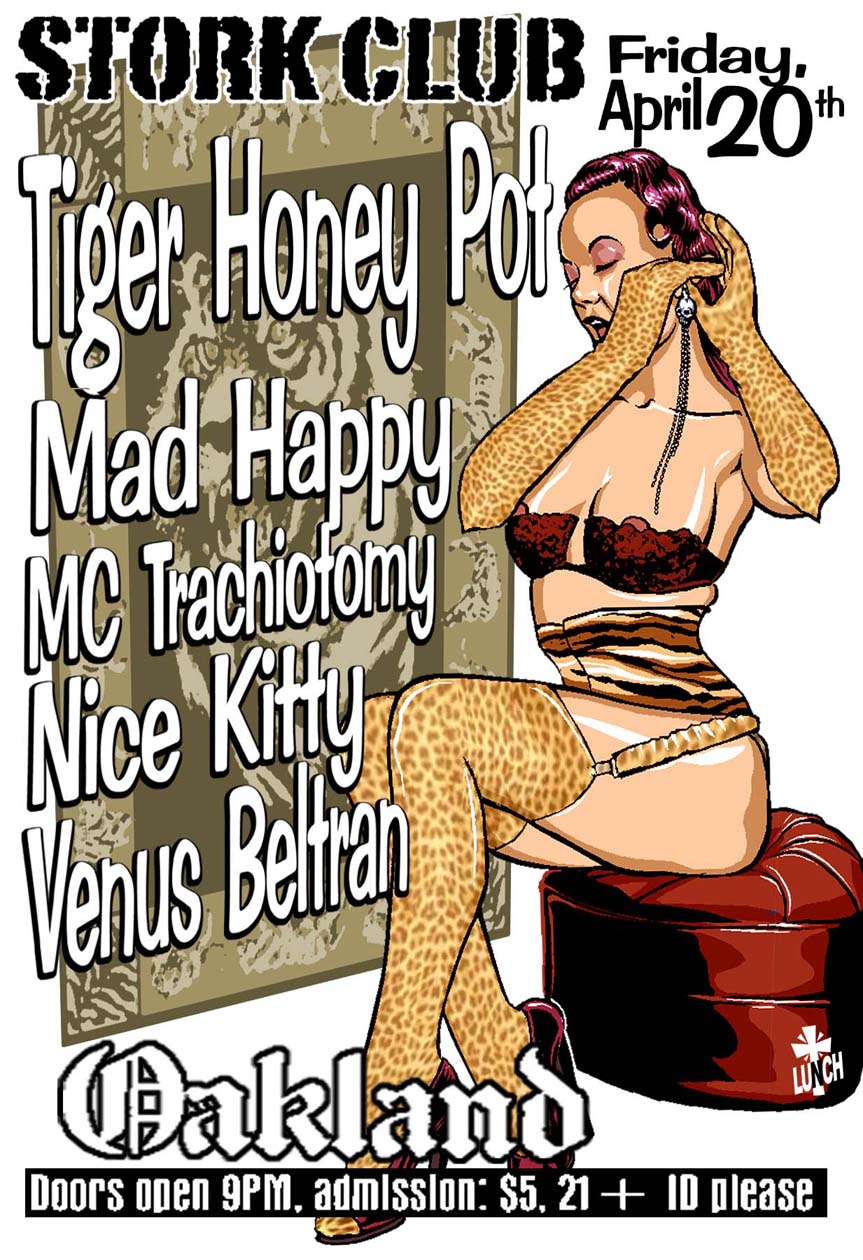 STORK CLUB
Friday,
April 20th
Tiger Honey Pot
Mad Happy
MC Trachiotomy
Nice Kitty
Venus Beltran
LUNCH
Oakland
Doors open 9PM, admission: $5, 21 + ID please